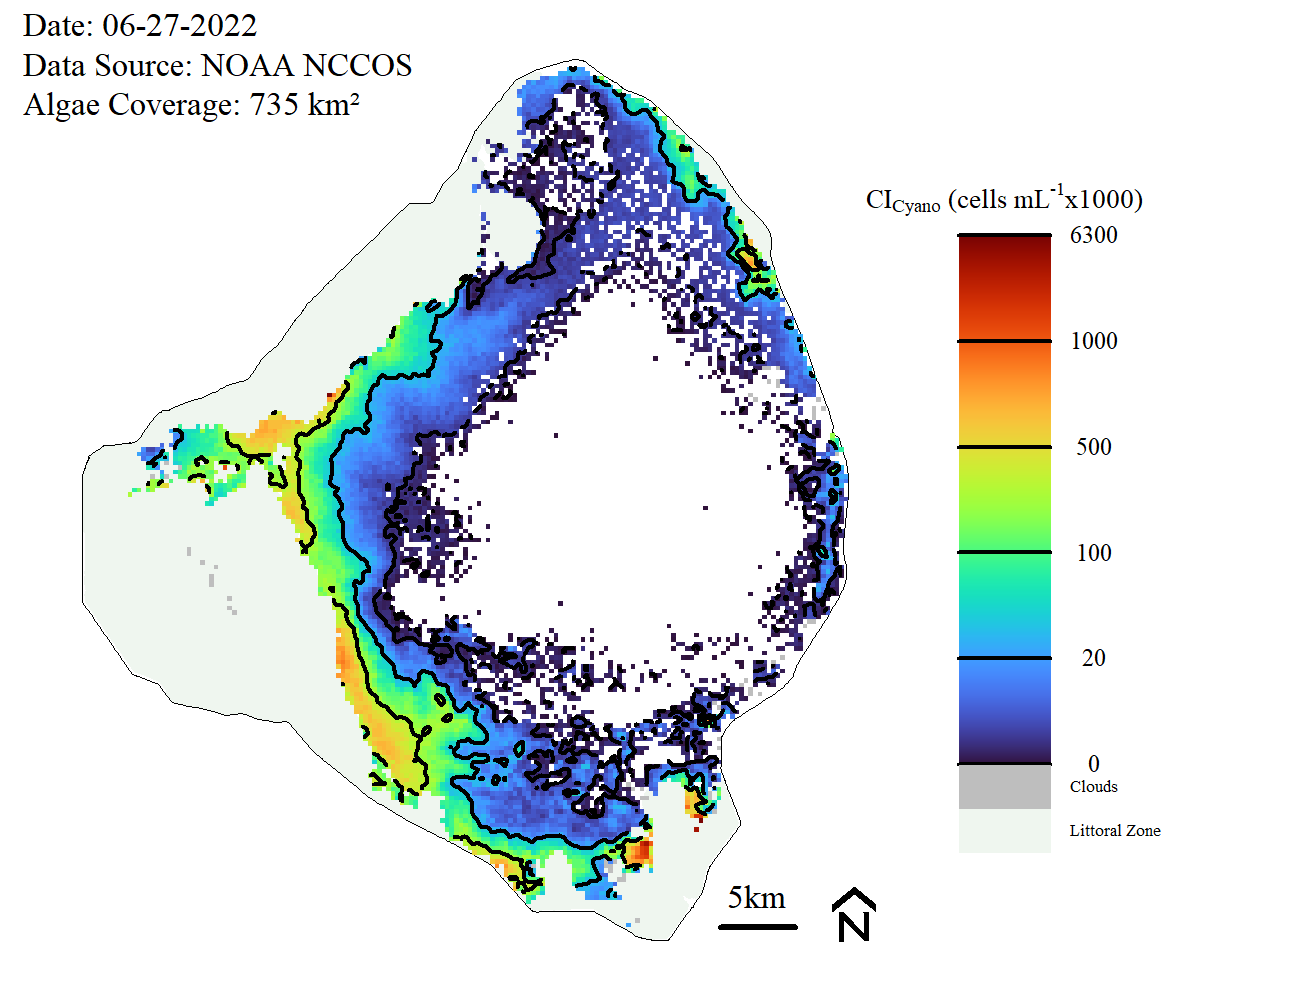 Date: 06-27-2022
Data Source: NOAA NCCOS
Algae Coverage: 735 km²
CICyano (cells mL-1x1000)
6300
1000
500
100
20
0
Clouds
Littoral Zone
5km
N